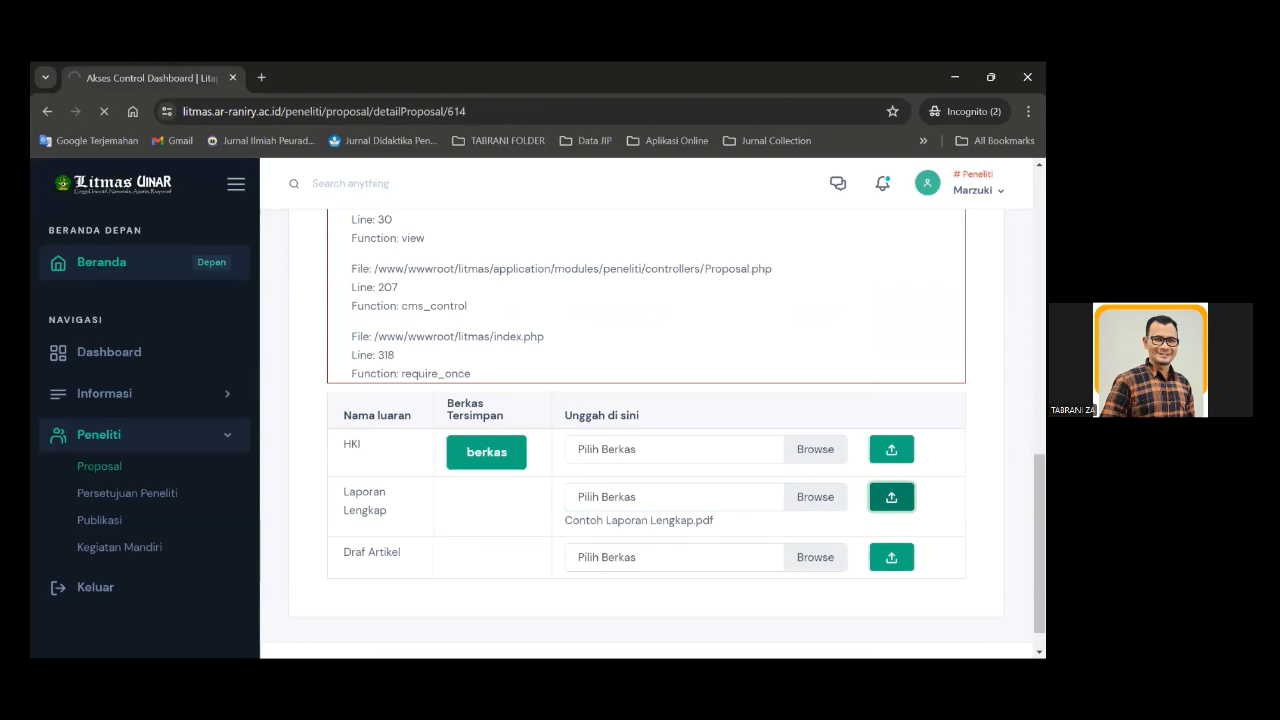 Akses Control Dashboard | Lita
litmas.ar-raniry.ac.id/peneliti/proposal/detailProposal/614
Incognito (2)
Google Terjemahan
Gmail
Jurnal Ilmiah Peurad...
Jurnal Didaktika Pen...
TABRANI FOLDER
Data JIP
Aplikasi Online
Jurnal Collection
»
All Bookmarks
Litmas UINAR
Search anything
# Peneliti
Marzuki
BERANDA DEPAN
Beranda
Depan
NAVIGASI
Dashboard
Informasi
Peneliti
Proposal
Persetujuan Peneliti
Publikasi
Kegiatan Mandiri
Keluar
Line: 30
Function: view
File: /www/wwwroot/litmas/application/modules/peneliti/controllers/Proposal.php
Line: 207
Function: cms_control
File: /www/wwwroot/litmas/index.php
Line: 318
Function: require_once
Nama luaran
Berkas
Tersimpan
Unggah di sini
HKI
berkas
Pilih Berkas
Browse
Laporan
Lengkap
Pilih Berkas
Browse
Contoh Laporan Lengkap.pdf
Draf Artikel
Pilih Berkas
Browse
TABRANI ZA